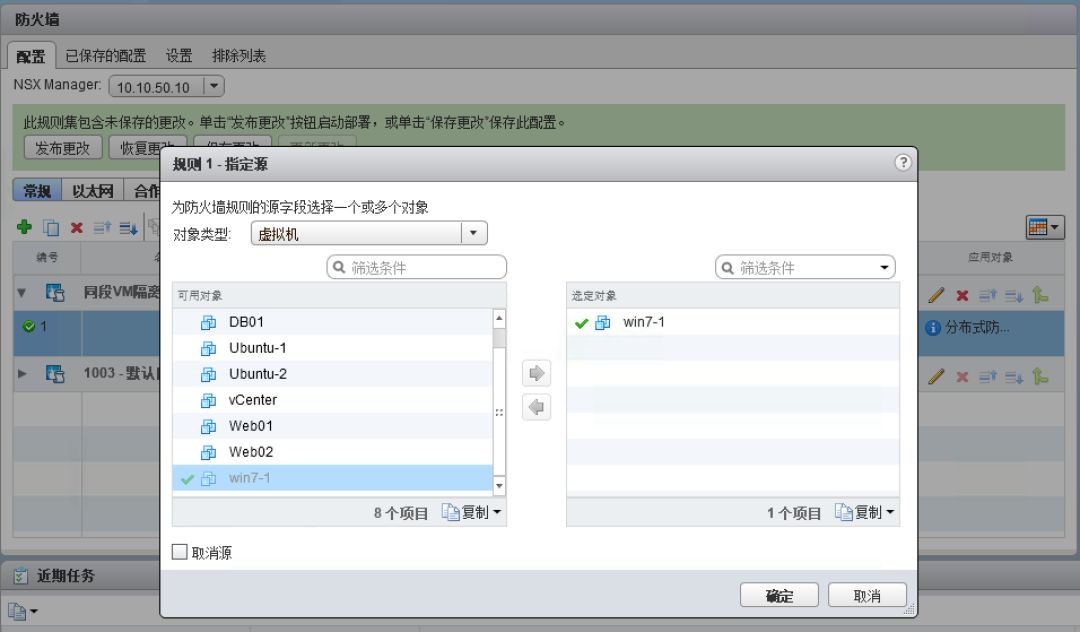 防火墙
配置 已保存的配置 设置 排除列表
NSX Manager: 10.10.50.10
此规则集包含未保存的更改。单击“发布更改”按钮启动部署，或单击“保存更改”保存此配置。
发布更改 恢复更改
规则 1 - 指定源 ?
常规 以太网 合作
为防火墙规则的源字段选择一个或多个对象
对象类型: 虚拟机
编号 应用对象
筛选条件 筛选条件
可用对象 选定对象
同段VM隔离
DB01 win7-1
1 分布式防...
Ubuntu-1
Ubuntu-2
1003 - 默认
vCenter
Web01
Web02
win7-1
8 个项目 复制 1 个项目 复制
取消源
近期任务
确定 取消